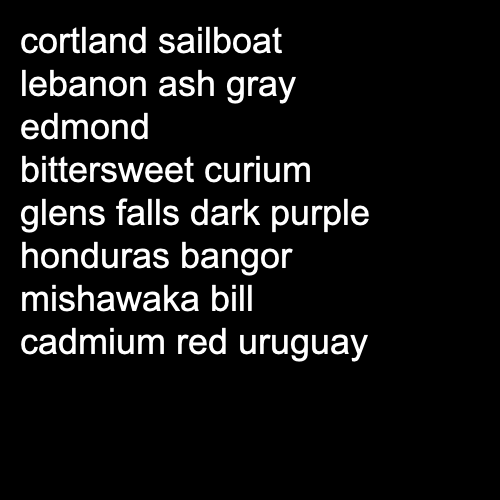 cortland sailboat
lebanon ash gray
edmond
bittersweet curium
glens falls dark purple
honduras bangor
mishawaka bill
cadmium red uruguay